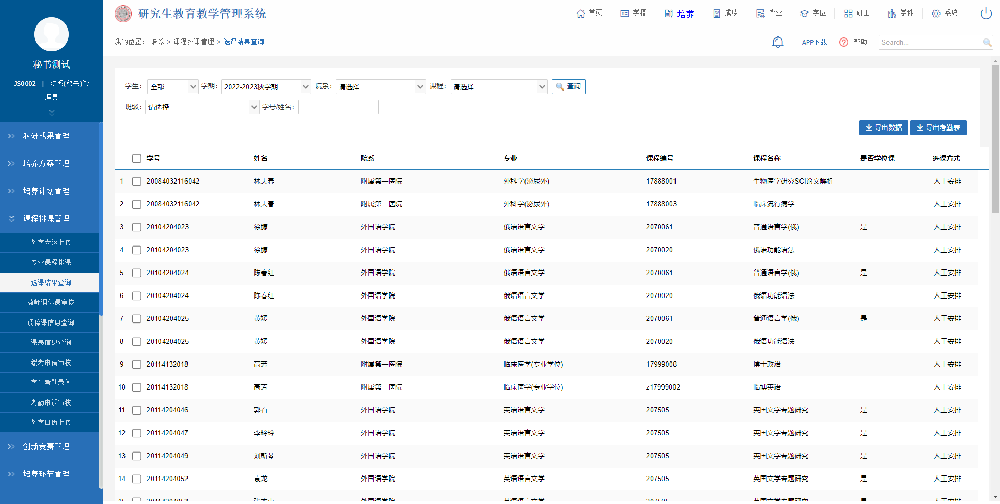 研究生教育教学管理系统
首页 学籍 培养 成绩 毕业 学位 研工 学科 系统
我的位置： 培养 > 课程排课管理 > 选课结果查询
APP下载 帮助 Search...
秘书测试
JS0002 | 院系(秘书)管
理员
科研成果管理
培养方案管理
培养计划管理
课程排课管理
教学大纲上传
专业课程排课
选课结果查询
教师调停课审核
调停课信息查询
课表信息查询
缓考申请审核
学生考勤录入
考勤申诉审核
教学日历上传
创新竞赛管理
培养环节管理
学生： 全部 学期： 2022-2023秋学期 院系： 请选择 课程： 请选择 查询
班级： 请选择 学号/姓名：
导出数据 导出考勤表
学号 姓名 院系 专业 课程编号 课程名称 是否学位课 选课方式
1 20084032116042 林大春 附属第一医院 外科学(泌尿外) 17888001 生物医学研究SCI论文解析 人工安排
2 20084032116042 林大春 附属第一医院 外科学(泌尿外) 17888003 临床流行病学 人工安排
3 20104204023 徐朦 外国语学院 俄语语言文学 2070061 普通语言学(俄) 是 人工安排
4 20104204023 徐朦 外国语学院 俄语语言文学 2070020 俄语功能语法 人工安排
5 20104204024 陈春红 外国语学院 俄语语言文学 2070061 普通语言学(俄) 是 人工安排
6 20104204024 陈春红 外国语学院 俄语语言文学 2070020 俄语功能语法 人工安排
7 20104204025 黄媛 外国语学院 俄语语言文学 2070061 普通语言学(俄) 是 人工安排
8 20104204025 黄媛 外国语学院 俄语语言文学 2070020 俄语功能语法 人工安排
9 20114132018 高芳 附属第一医院 临床医学(专业学位) 17999008 博士政治 人工安排
10 20114132018 高芳 附属第一医院 临床医学(专业学位) z17999002 临博英语 人工安排
11 20114204046 郭看 外国语学院 英语语言文学 207505 英国文学专题研究 是 人工安排
12 20114204047 李玲玲 外国语学院 英语语言文学 207505 英国文学专题研究 是 人工安排
13 20114204049 刘斯琴 外国语学院 英语语言文学 207505 英国文学专题研究 是 人工安排
14 20114204052 袁龙 外国语学院 英语语言文学 207505 英国文学专题研究 是 人工安排
15 20114204053 外国语学院 英语语言文学 207505 英国文学专题研究 是 人工安排